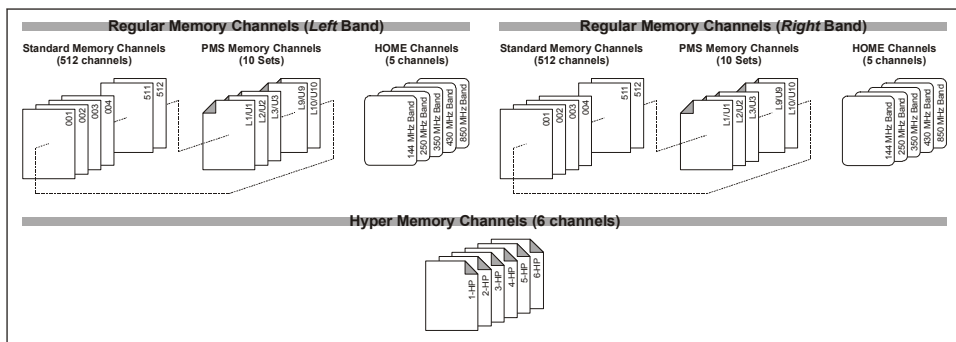 Regular Memory Channels (Left Band)
Standard Memory Channels
(512 channels)
PMS Memory Channels
(10 Sets)
HOME Channels
(5 channels)
001
002
003
004
511
512
L1/U1
L2/U2
L3/U3
L9/U9
L10/U10
144 MHz Band
250 MHz Band
350 MHz Band
430 MHz Band
850 MHz Band
Regular Memory Channels (Right Band)
Standard Memory Channels
(512 channels)
PMS Memory Channels
(10 Sets)
HOME Channels
(5 channels)
001
002
003
004
511
512
L1/U1
L2/U2
L3/U3
L9/U9
L10/U10
144 MHz Band
250 MHz Band
350 MHz Band
430 MHz Band
850 MHz Band
Hyper Memory Channels (6 channels)
1-HP
2-HP
3-HP
4-HP
5-HP
6-HP